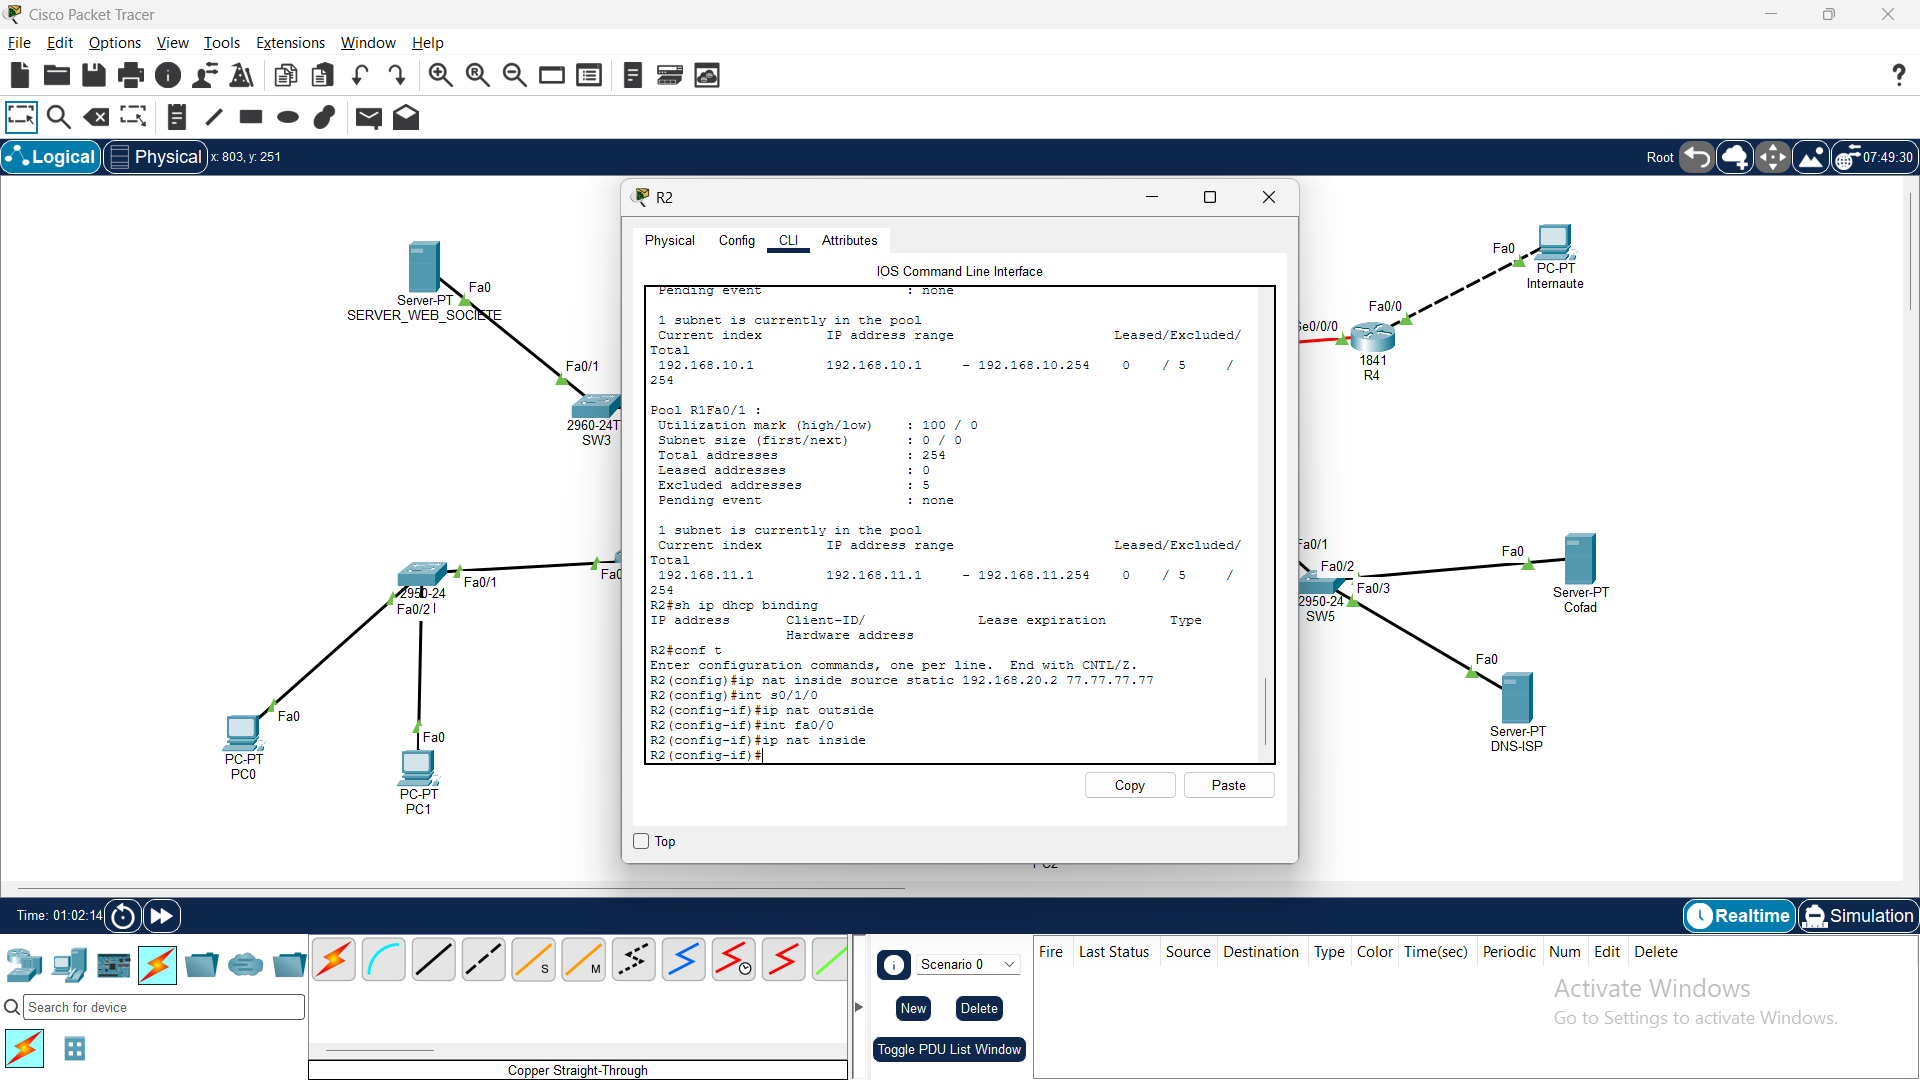 Cisco Packet Tracer
File Edit Options View Tools Extensions Window Help
Logical Physical x: 803, y: 251 Root 07:49:30
R2
Physical Config CLI Attributes
IOS Command Line Interface
Pending event : none
1 subnet is currently in the pool
Current index IP address range Leased/Excluded/
Total
192.168.10.1 192.168.10.1 - 192.168.10.254 0 / 5 /
254
Pool R1Fa0/1 :
Utilization mark (high/low) : 100 / 0
Subnet size (first/next) : 0 / 0
Total addresses : 254
Leased addresses : 0
Excluded addresses : 5
Pending event : none
1 subnet is currently in the pool
Current index IP address range Leased/Excluded/
Total
192.168.11.1 192.168.11.1 - 192.168.11.254 0 / 5 /
254
R2#sh ip dhcp binding
IP address Client-ID/ Lease expiration Type
Hardware address
R2#conf t
Enter configuration commands, one per line. End with CNTL/Z.
R2(config)#ip nat inside source static 192.168.20.2 77.77.77.77
R2(config)#int s0/1/0
R2(config-if)#ip nat outside
R2(config-if)#int fa0/0
R2(config-if)#ip nat inside
R2(config-if)#
Copy Paste
Top
Fa0
Server-PT
SERVER_WEB_SOCIETE
Fa0/1
2960-24T
SW3
Fa0/1
2950-24
Fa0/2
Fa0
PC-PT
PC0
Fa0
PC-PT
PC1
Fa0
PC-PT
Internaute
Fa0/0
Se0/0/0
1841
R4
Fa0/1
Fa0/2
Fa0/3
2950-24
SW5
Fa0
Server-PT
Cofad
Fa0
Server-PT
DNS-ISP
Time: 01:02:14 Realtime Simulation
Search for device
S
M
Copper Straight-Through
Scenario 0
New Delete
Toggle PDU List Window
Fire Last Status Source Destination Type Color Time(sec) Periodic Num Edit Delete
Activate Windows
Go to Settings to activate Windows.